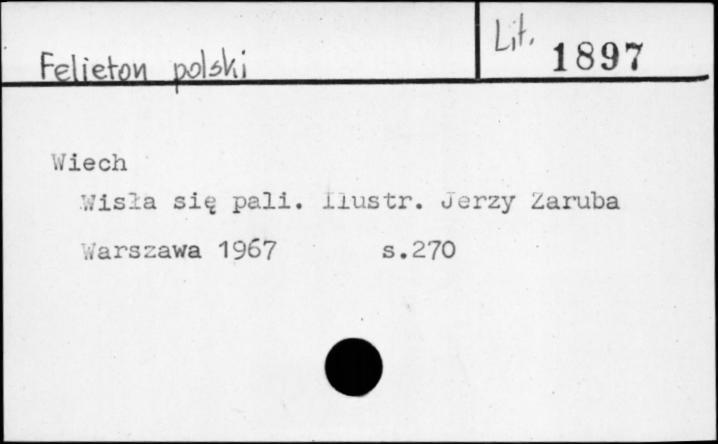 Felieton polski
Lit. 1897
Wiech
Wisła się pali. Ilustr. Jerzy Zaruba
Warszawa 1967 s.270